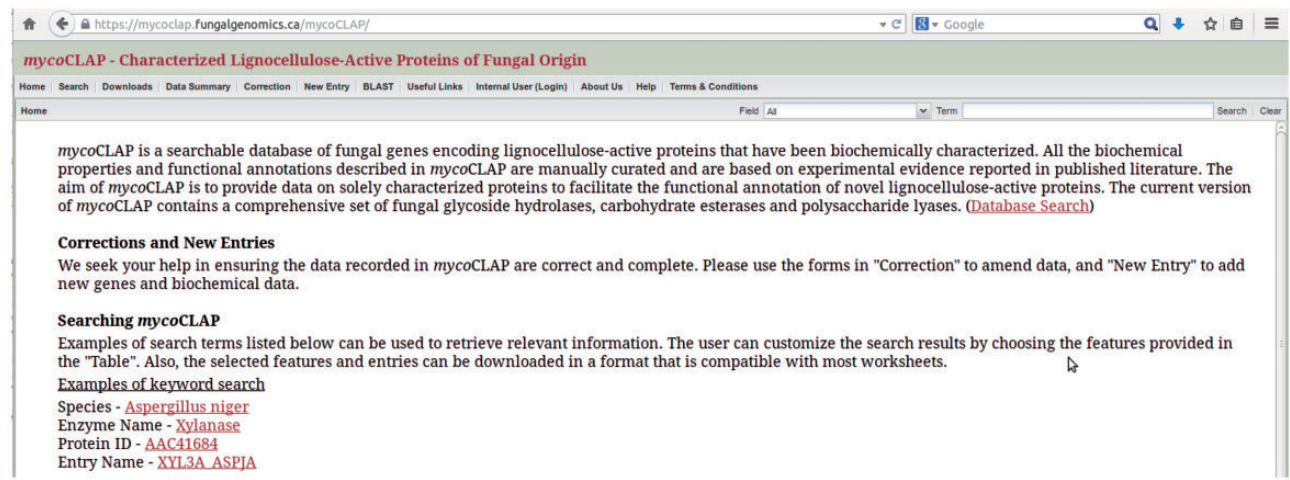 https://mycoclap.fungalgenomics.ca/mycoCLAP/ Google
mycoCLAP - Characterized Lignocellulose-Active Proteins of Fungal Origin
Home Search Downloads Data Summary Correction New Entry BLAST Useful Links Internal User (Login) About Us Help Terms & Conditions
Home Field All Term Search Clear
mycoCLAP is a searchable database of fungal genes encoding lignocellulose-active proteins that have been biochemically characterized. All the biochemical
properties and functional annotations described in mycoCLAP are manually curated and are based on experimental evidence reported in published literature. The
aim of mycoCLAP is to provide data on solely characterized proteins to facilitate the functional annotation of novel lignocellulose-active proteins. The current version
of mycoCLAP contains a comprehensive set of fungal glycoside hydrolases, carbohydrate esterases and polysaccharide lyases. (Database Search)
Corrections and New Entries
We seek your help in ensuring the data recorded in mycoCLAP are correct and complete. Please use the forms in "Correction" to amend data, and "New Entry" to add
new genes and biochemical data.
Searching mycoCLAP
Examples of search terms listed below can be used to retrieve relevant information. The user can customize the search results by choosing the features provided in
the "Table". Also, the selected features and entries can be downloaded in a format that is compatible with most worksheets.
Examples of keyword search
Species - Aspergillus niger
Enzyme Name - Xylanase
Protein ID - AAC41684
Entry Name - XYL3A_ASPJA